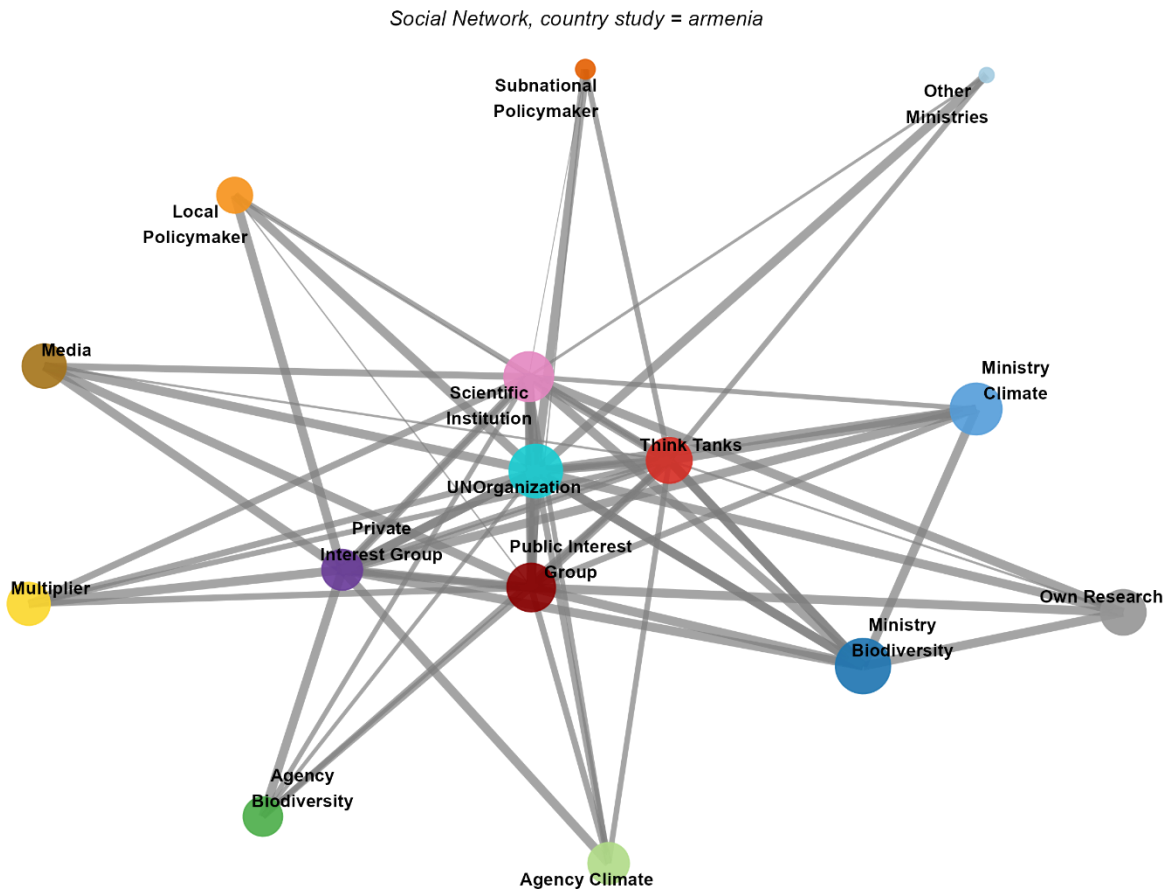 Social Network, country study = armenia
Subnational
Policymaker
Other
Ministries
Local
Policymaker
Media
Ministry
Climate
Scientific
Institution
Think Tanks
UNOrganization
Private
Interest Group
Public Interest
Group
Multiplier
Own Research
Ministry
Biodiversity
Agency
Biodiversity
Agency Climate